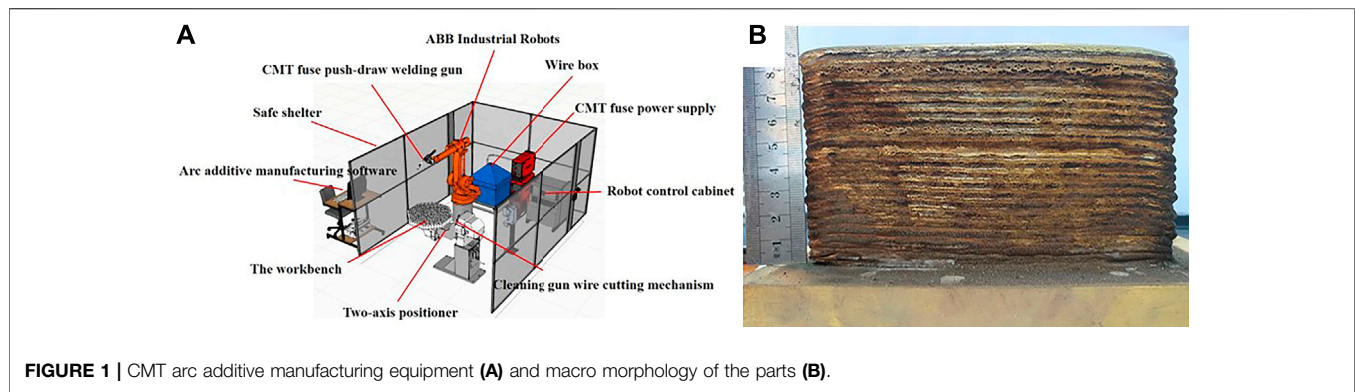 A
ABB Industrial Robots
CMT fuse push-draw welding gun
Wire box
Safe shelter
CMT fuse power supply
Arc additive manufacturing software
Robot control cabinet
The workbench
Cleaning gun wire cutting mechanism
Two-axis positioner
B
8
7
6
5
4
3
2
1
FIGURE 1 | CMT arc additive manufacturing equipment (A) and macro morphology of the parts (B).